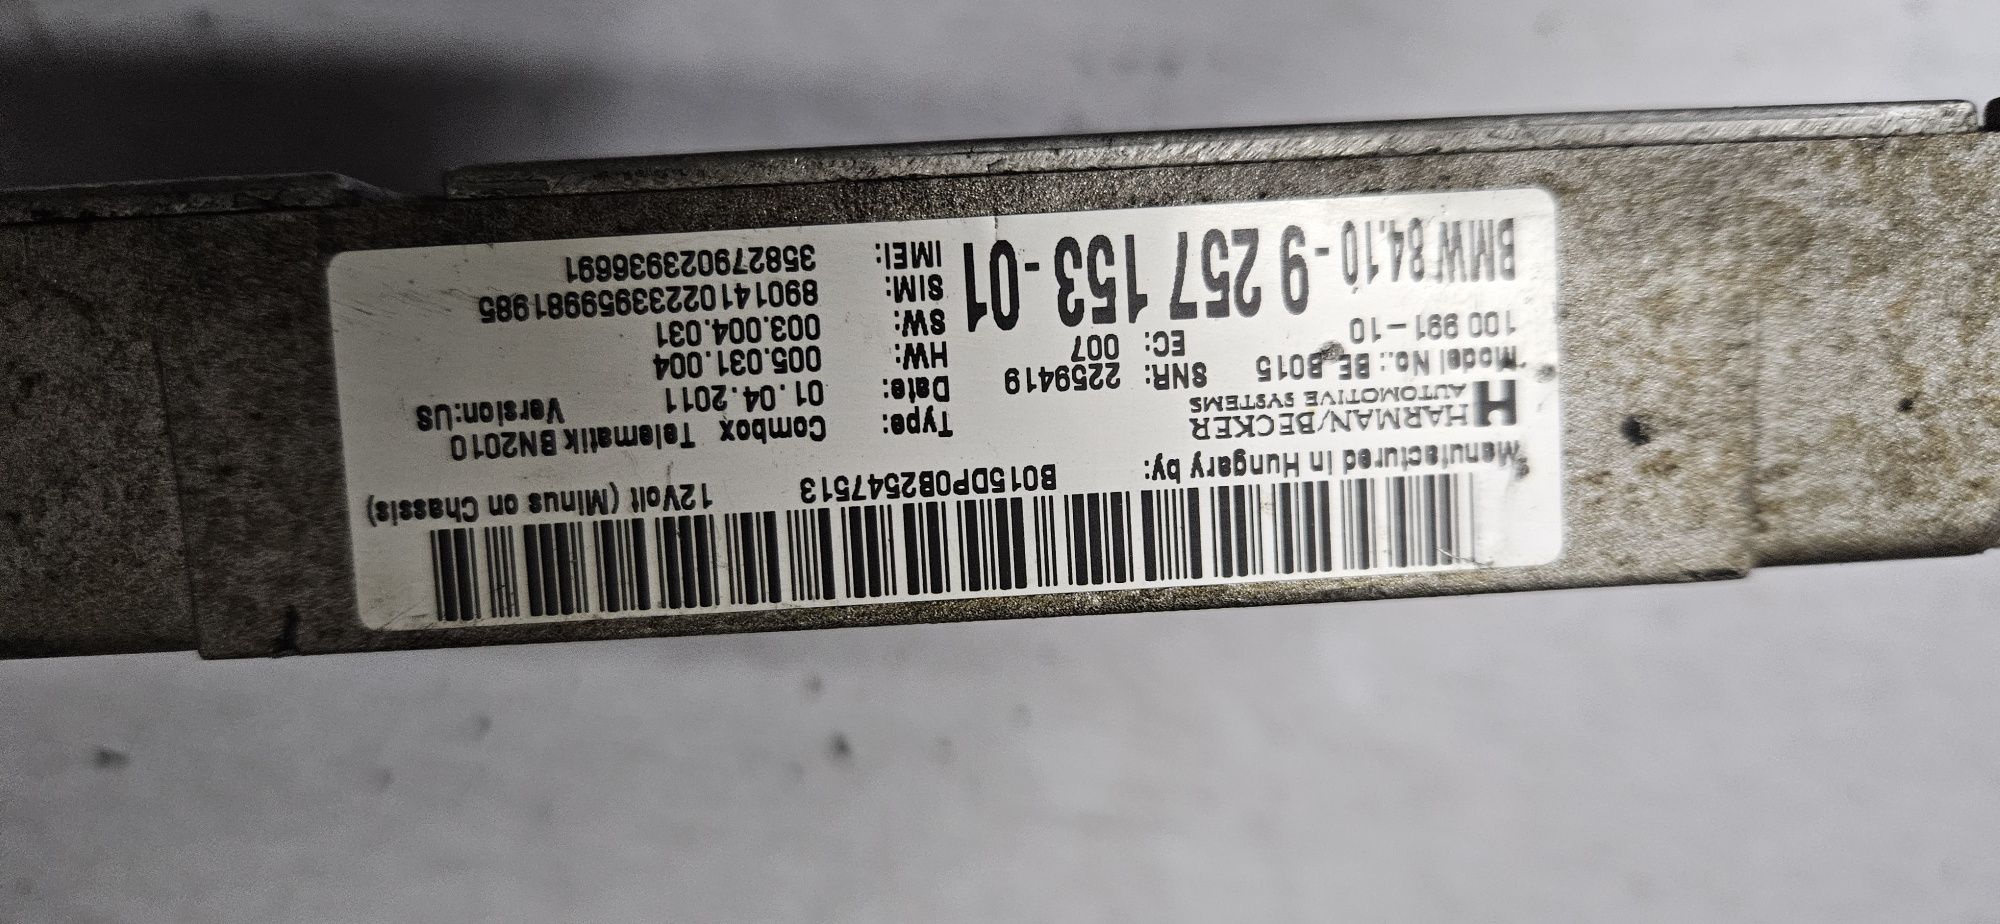 B015DP0B2547513
12Volt (Minus on Chassis)
Manufactured in Hungary by:
HARMAN/BECKER
AUTOMOTIVE SYSTEMS
Type: Combox Telematik BN2010
Version:US
Model No.: BE B015
SNR: 2259419
Date: 01.04.2011
100 991-10
EC: 007
HW: 005.031.004
SW: 003.004.031
BMW 84.10-9 257 153-01
SIM: 89014102233959981985
IMEI: 358279023936691